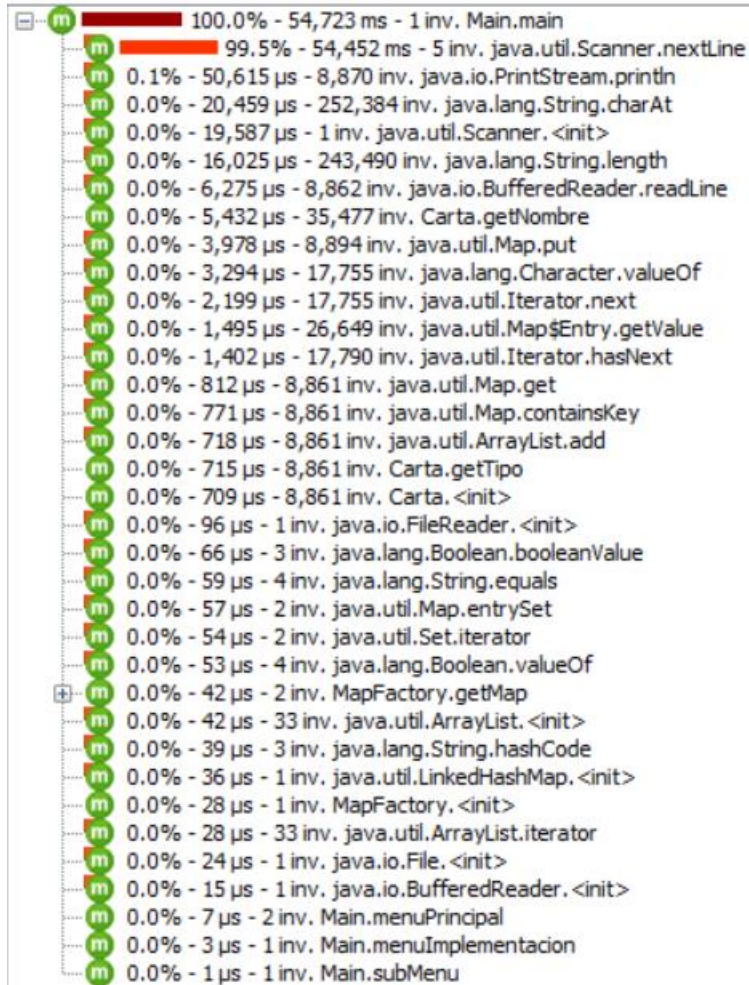 m 100.0% - 54,723 ms - 1 inv. Main.main
m 99.5% - 54,452 ms - 5 inv. java.util.Scanner.nextLine
m 0.1% - 50,615 µs - 8,870 inv. java.io.PrintStream.println
m 0.0% - 20,459 µs - 252,384 inv. java.lang.String.charAt
m 0.0% - 19,587 µs - 1 inv. java.util.Scanner.<init>
m 0.0% - 16,025 µs - 243,490 inv. java.lang.String.length
m 0.0% - 6,275 µs - 8,862 inv. java.io.BufferedReader.readLine
m 0.0% - 5,432 µs - 35,477 inv. Carta.getNombre
m 0.0% - 3,978 µs - 8,894 inv. java.util.Map.put
m 0.0% - 3,294 µs - 17,755 inv. java.lang.Character.valueOf
m 0.0% - 2,199 µs - 17,755 inv. java.util.Iterator.next
m 0.0% - 1,495 µs - 26,649 inv. java.util.Map$Entry.getValue
m 0.0% - 1,402 µs - 17,790 inv. java.util.Iterator.hasNext
m 0.0% - 812 µs - 8,861 inv. java.util.Map.get
m 0.0% - 771 µs - 8,861 inv. java.util.Map.containsKey
m 0.0% - 718 µs - 8,861 inv. java.util.ArrayList.add
m 0.0% - 715 µs - 8,861 inv. Carta.getTipo
m 0.0% - 709 µs - 8,861 inv. Carta.<init>
m 0.0% - 96 µs - 1 inv. java.io.FileReader.<init>
m 0.0% - 66 µs - 3 inv. java.lang.Boolean.booleanValue
m 0.0% - 59 µs - 4 inv. java.lang.String.equals
m 0.0% - 57 µs - 2 inv. java.util.Map.entrySet
m 0.0% - 54 µs - 2 inv. java.util.Set.iterator
m 0.0% - 53 µs - 4 inv. java.lang.Boolean.valueOf
m 0.0% - 42 µs - 2 inv. MapFactory.getMap
m 0.0% - 42 µs - 33 inv. java.util.ArrayList.<init>
m 0.0% - 39 µs - 3 inv. java.lang.String.hashCode
m 0.0% - 36 µs - 1 inv. java.util.LinkedHashMap.<init>
m 0.0% - 28 µs - 1 inv. MapFactory.<init>
m 0.0% - 28 µs - 33 inv. java.util.ArrayList.iterator
m 0.0% - 24 µs - 1 inv. java.io.File.<init>
m 0.0% - 15 µs - 1 inv. java.io.BufferedReader.<init>
m 0.0% - 7 µs - 2 inv. Main.menuPrincipal
m 0.0% - 3 µs - 1 inv. Main.menuImplementacion
m 0.0% - 1 µs - 1 inv. Main.subMenu